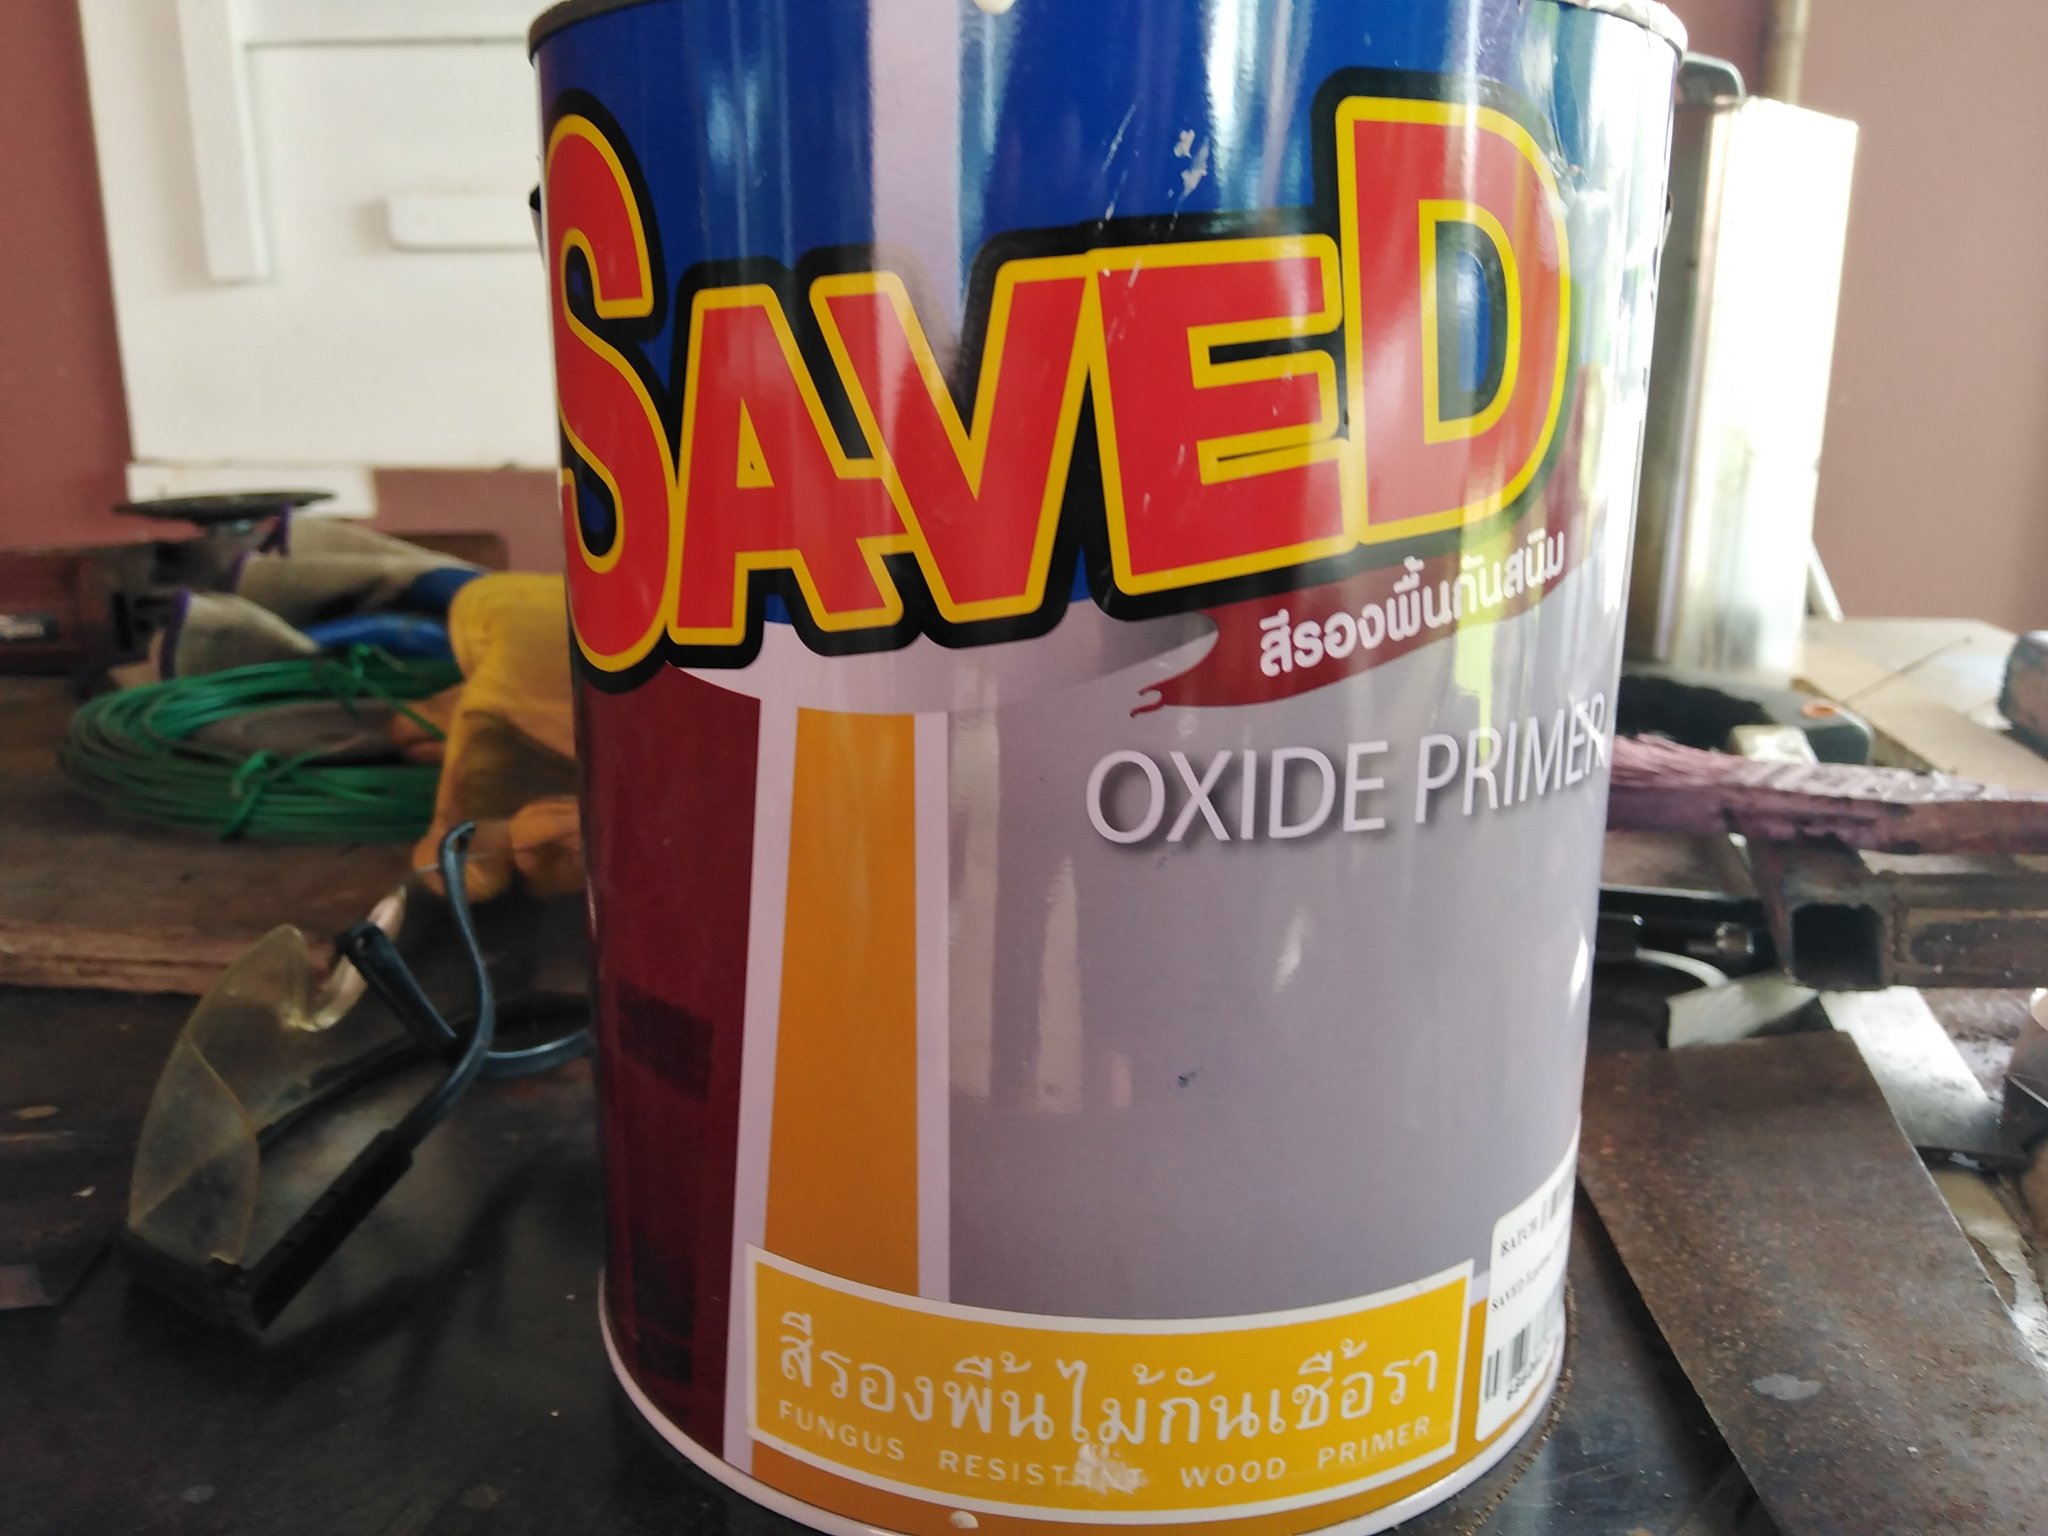 SAVED
สีรองพื้นกันสนิม
OXIDE PRIMER
BATCH
SAVED
สีรองพื้นไม้กันเชื้อรา
FUNGUS RESISTANT WOOD PRIMER